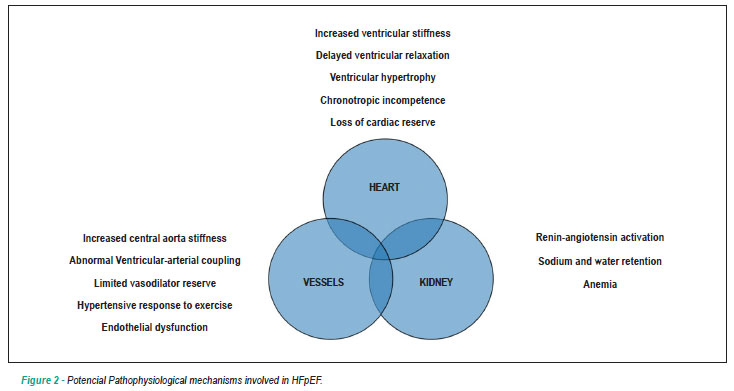 Increased ventricular stiffness
Delayed ventricular relaxation
Ventricular hypertrophy
Chronotropic incompetence
Loss of cardiac reserve
HEART
Increased central aorta stiffness
Abnormal Ventricular-arterial coupling
Limited vasodilator reserve
Hypertensive response to exercise
Endothelial dysfunction
VESSELS
KIDNEY
Renin-angiotensin activation
Sodium and water retention
Anemia
Figure 2 - Potencial Pathophysiological mechanisms involved in HFpEF.